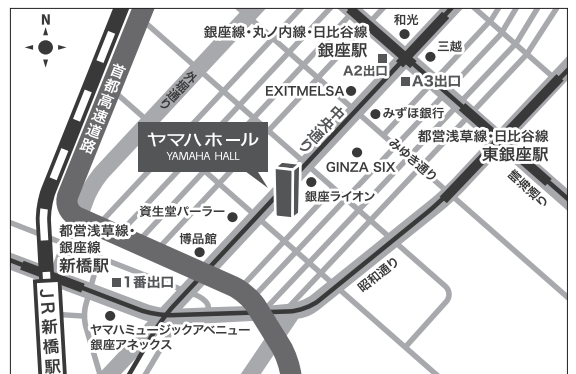 N
和光
銀座線・丸ノ内線・日比谷線
銀座駅
三越
A2出口
A3出口
首都高速道路
外堀通り
EXITMELSA
中央通り
みずほ銀行
都営浅草線・日比谷線
東銀座駅
ヤマハホール
YAMAHA HALL
みゆき通り
GINZA SIX
晴海通り
銀座ライオン
資生堂パーラー
都営浅草線・
銀座線
新橋駅
博品館
昭和通り
1番出口
JR新橋駅
ヤマハミュージックアベニュー
銀座アネックス